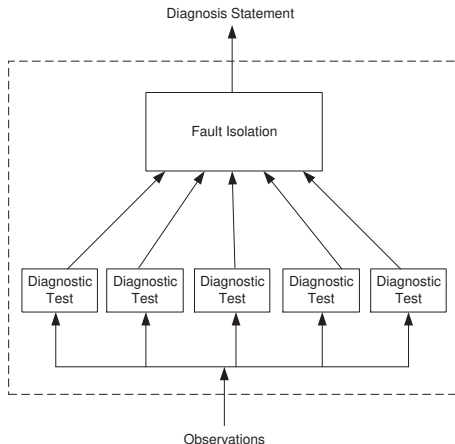 Diagnosis Statement
Fault Isolation
Diagnostic
Test
Diagnostic
Test
Diagnostic
Test
Diagnostic
Test
Diagnostic
Test
Observations